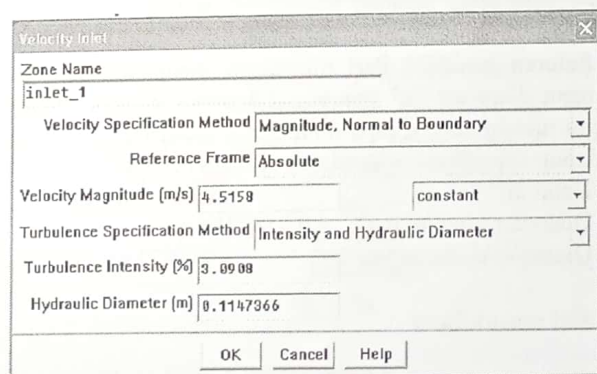 Velocity Inlet
Zone Name
inlet_1
Velocity Specification Method Magnitude, Normal to Boundary
Reference Frame Absolute
Velocity Magnitude (m/s) 4.5158 constant
Turbulence Specification Method Intensity and Hydraulic Diameter
Turbulence Intensity (%) 3.0908
Hydraulic Diameter (m) 0.1147366
OK Cancel Help